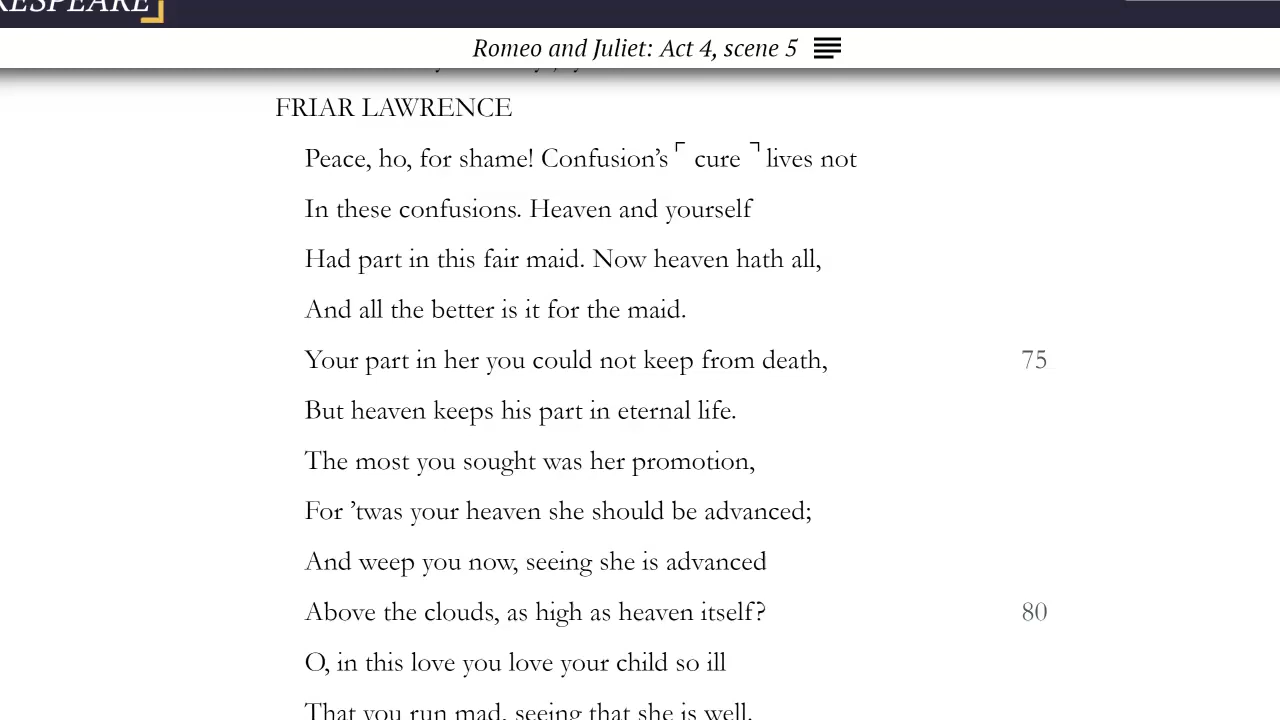 Romeo and Juliet: Act 4, scene 5
FRIAR LAWRENCE
Peace, ho, for shame! Confusion’s ⌜ cure ⌝ lives not
In these confusions. Heaven and yourself
Had part in this fair maid. Now heaven hath all,
And all the better is it for the maid.
Your part in her you could not keep from death, 75
But heaven keeps his part in eternal life.
The most you sought was her promotion,
For ’twas your heaven she should be advanced;
And weep you now, seeing she is advanced
Above the clouds, as high as heaven itself? 80
O, in this love you love your child so ill
That you run mad, seeing that she is well.